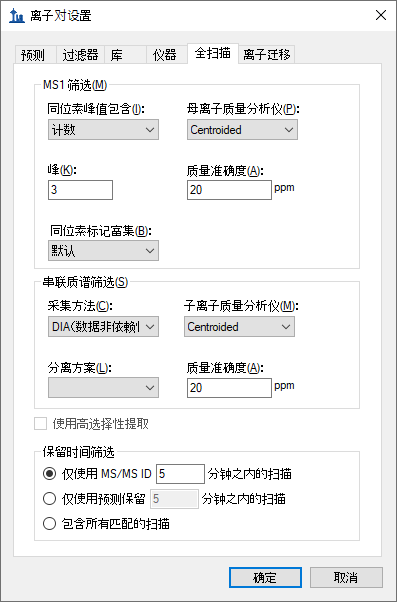 离子对设置
预测 过滤器 库 仪器 全扫描 离子迁移
MS1 筛选(M)
同位素峰值包含(I): 母离子质量分析仪(P):
计数 Centroided
峰(K): 质量准确度(A):
3 20 ppm
同位素标记富集(B):
默认
串联质谱筛选(S)
采集方法(C): 子离子质量分析仪(M):
DIA(数据非依赖性 Centroided
分离方案(L): 质量准确度(A):
20 ppm
使用高选择性提取
保留时间筛选
仅使用 MS/MS ID 5 分钟之内的扫描
仅使用预测保留 5 分钟之内的扫描
包含所有匹配的扫描
确定 取消